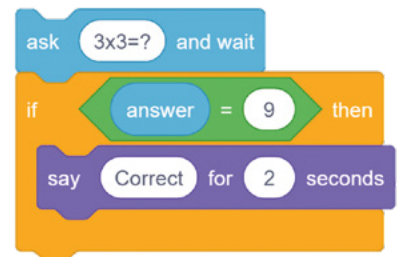 ask 3x3=? and wait
if answer = 9 then
say Correct for 2 seconds